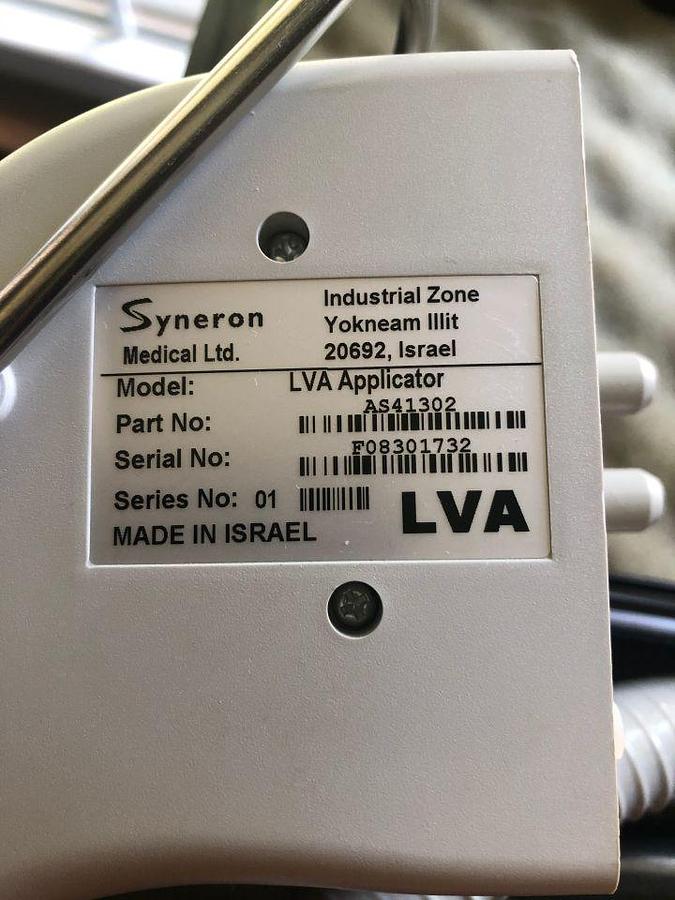 Syneron
Medical Ltd.
Industrial Zone
Yokneam Illit
20692, Israel
Model: LVA Applicator
Part No: AS41302
Serial No: F08301732
Series No: 01
LVA
MADE IN ISRAEL